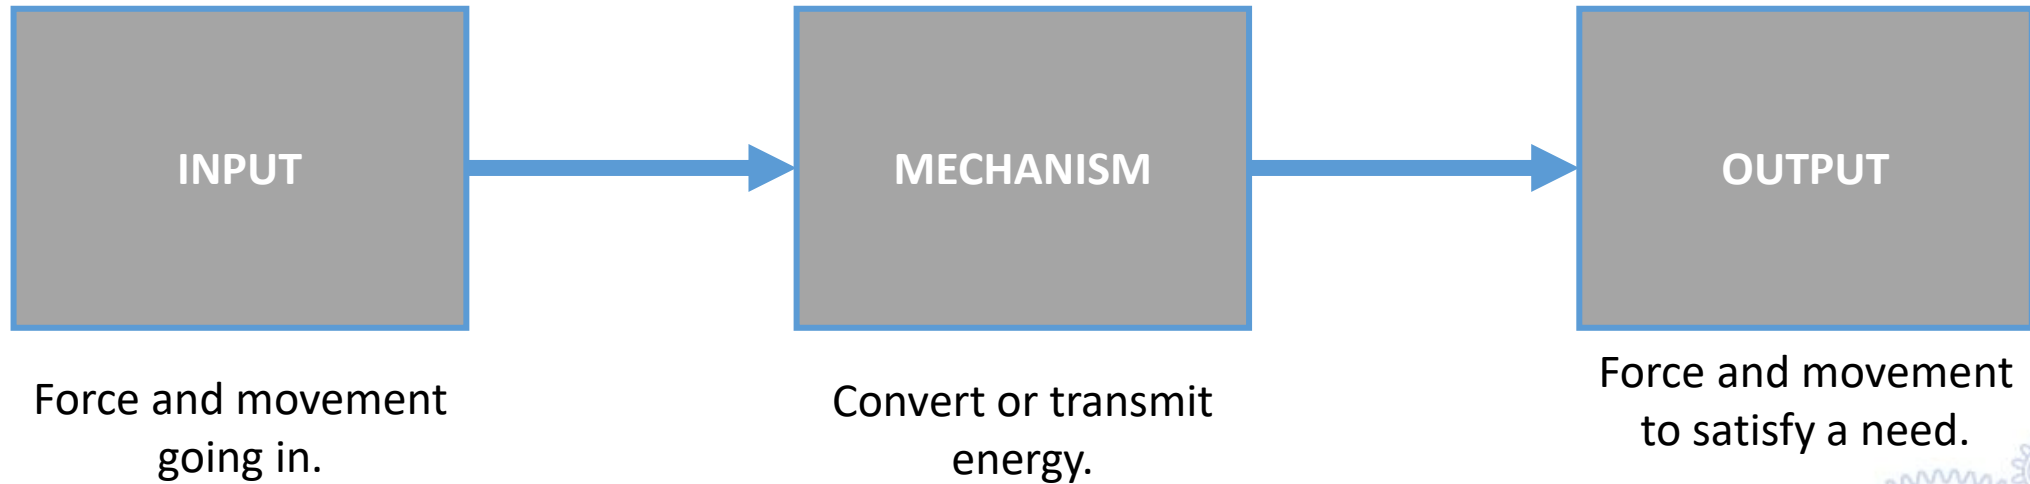 INPUT
MECHANISM
OUTPUT
Force and movement
going in.
Convert or transmit
energy.
Force and movement
to satisfy a need.